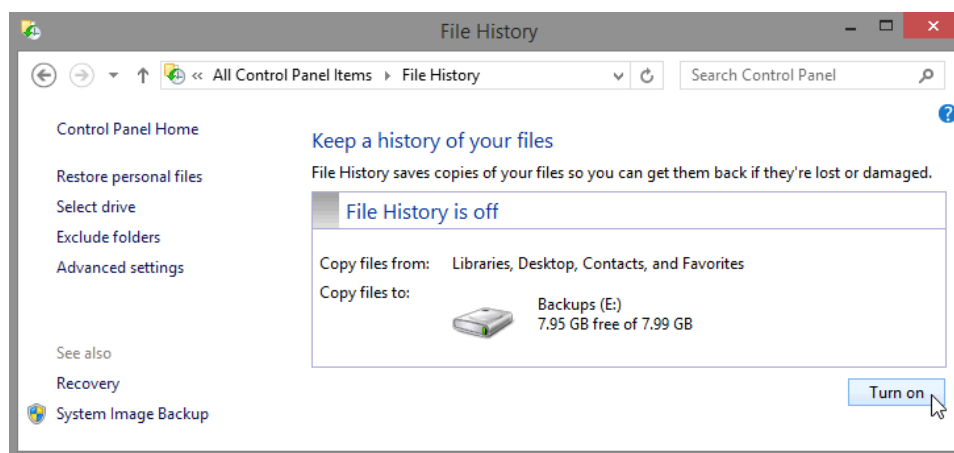 File History
« All Control Panel Items File History
Search Control Panel
?
Control Panel Home
Restore personal files
Select drive
Exclude folders
Advanced settings
See also
Recovery
System Image Backup
Keep a history of your files
File History saves copies of your files so you can get them back if they're lost or damaged.
File History is off
Copy files from: Libraries, Desktop, Contacts, and Favorites
Copy files to:
Backups (E:)
7.95 GB free of 7.99 GB
Turn on